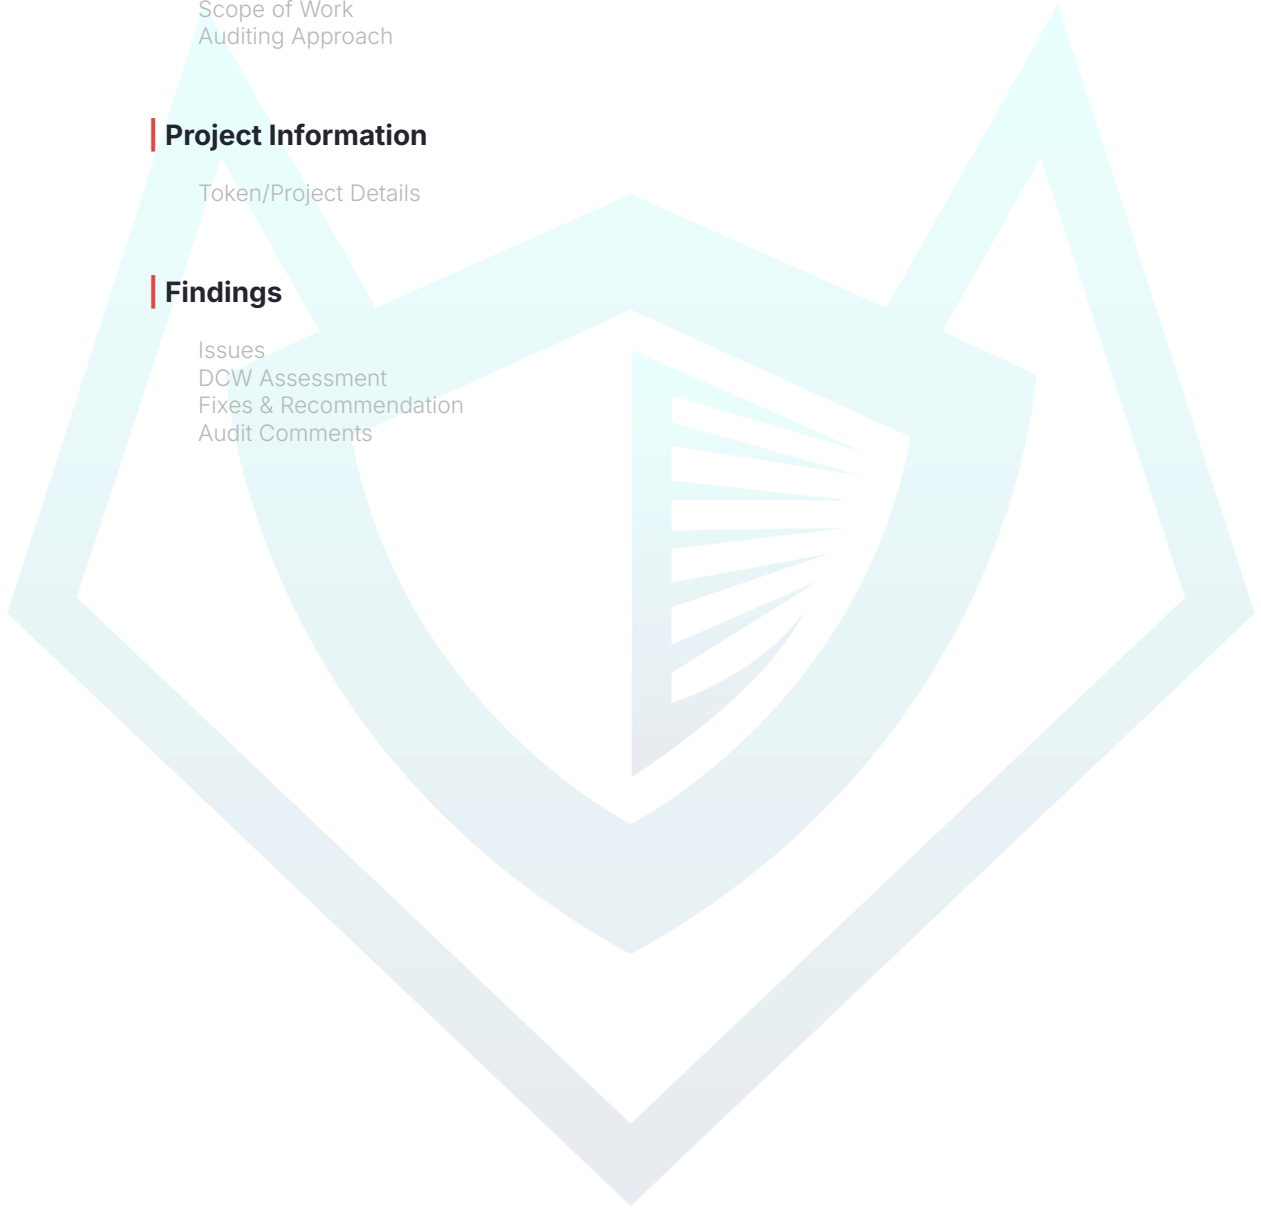 Scope of Work
Auditing Approach
Project Information
Token/Project Details
Findings
Issues
DCW Assessment
Fixes & Recommendation
Audit Comments